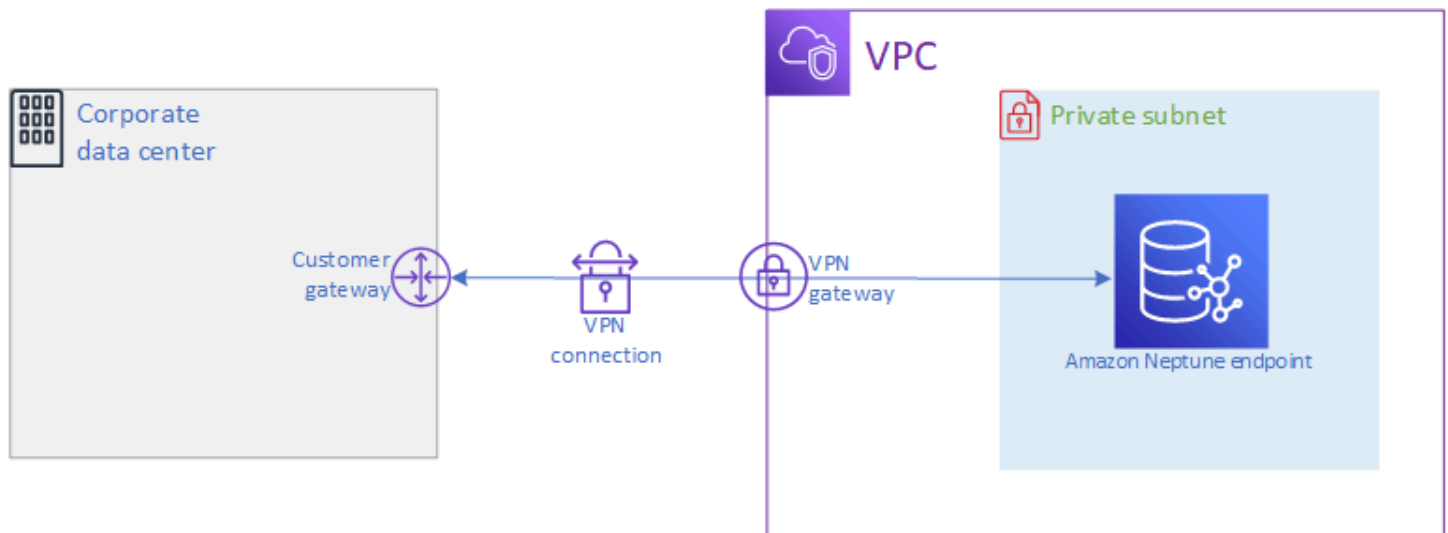 VPC
Corporate
data center
Private subnet
Customer
gateway
VPN
connection
VPN
gateway
Amazon Neptune endpoint